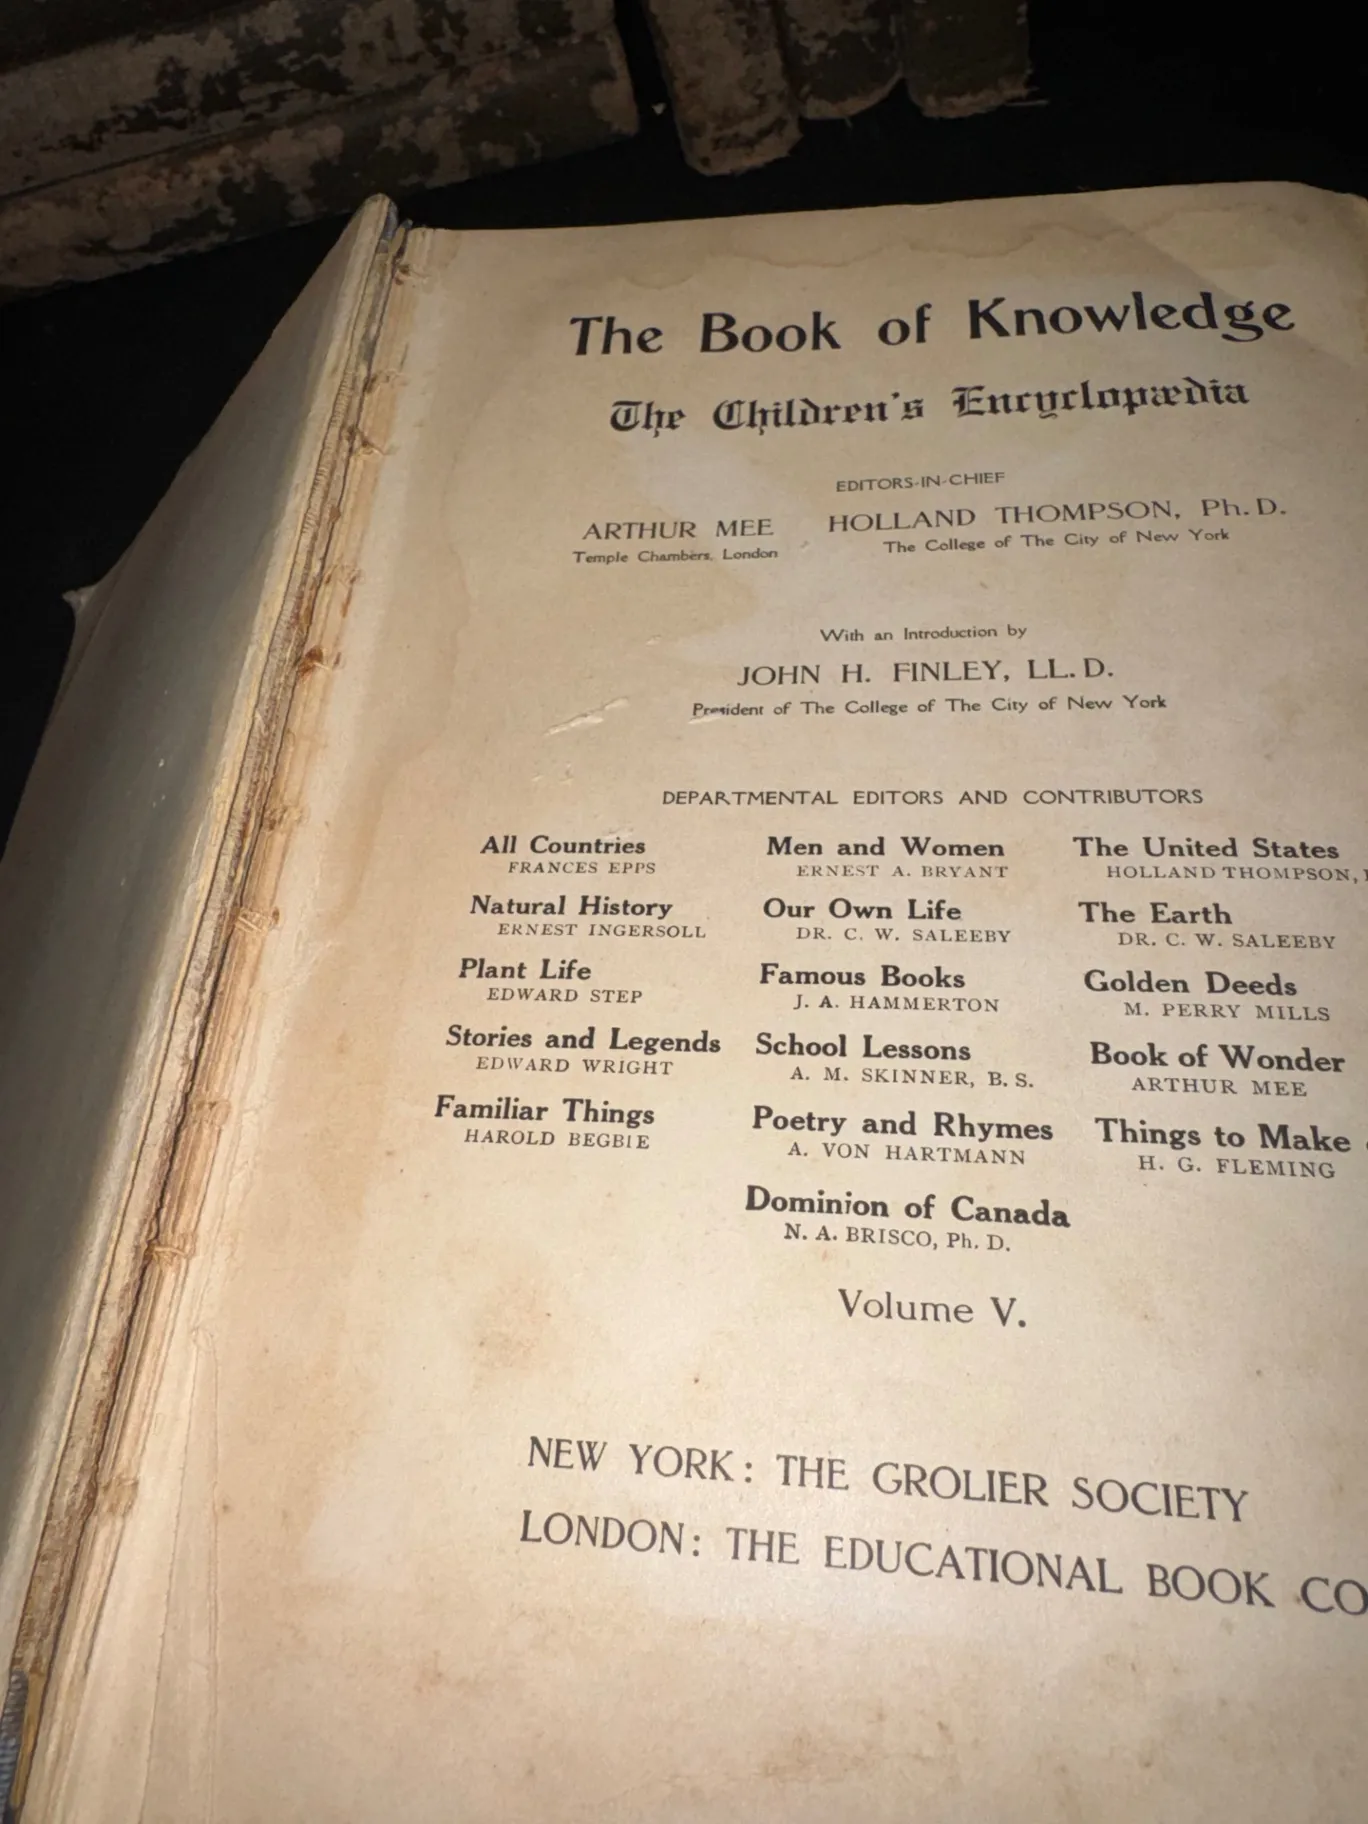 The Book of Knowledge
The Children's Encyclopædia
EDITORS-IN-CHIEF
ARTHUR MEE
Temple Chambers, London
HOLLAND THOMPSON, Ph. D.
The College of The City of New York
With an Introduction by
JOHN H. FINLEY, LL. D.
President of The College of The City of New York
DEPARTMENTAL EDITORS AND CONTRIBUTORS
All Countries
FRANCES EPPS
Natural History
ERNEST INGERSOLL
Plant Life
EDWARD STEP
Stories and Legends
EDWARD WRIGHT
Familiar Things
HAROLD BEGBIE
Men and Women
ERNEST A. BRYANT
Our Own Life
DR. C. W. SALEEBY
Famous Books
J. A. HAMMERTON
School Lessons
A. M. SKINNER, B. S.
Poetry and Rhymes
A. VON HARTMANN
Dominion of Canada
N. A. BRISCO, Ph. D.
The United States
HOLLAND THOMPSON,
The Earth
DR. C. W. SALEEBY
Golden Deeds
M. PERRY MILLS
Book of Wonder
ARTHUR MEE
Things to Make
H. G. FLEMING
Volume V.
NEW YORK: THE GROLIER SOCIETY
LONDON: THE EDUCATIONAL BOOK CO